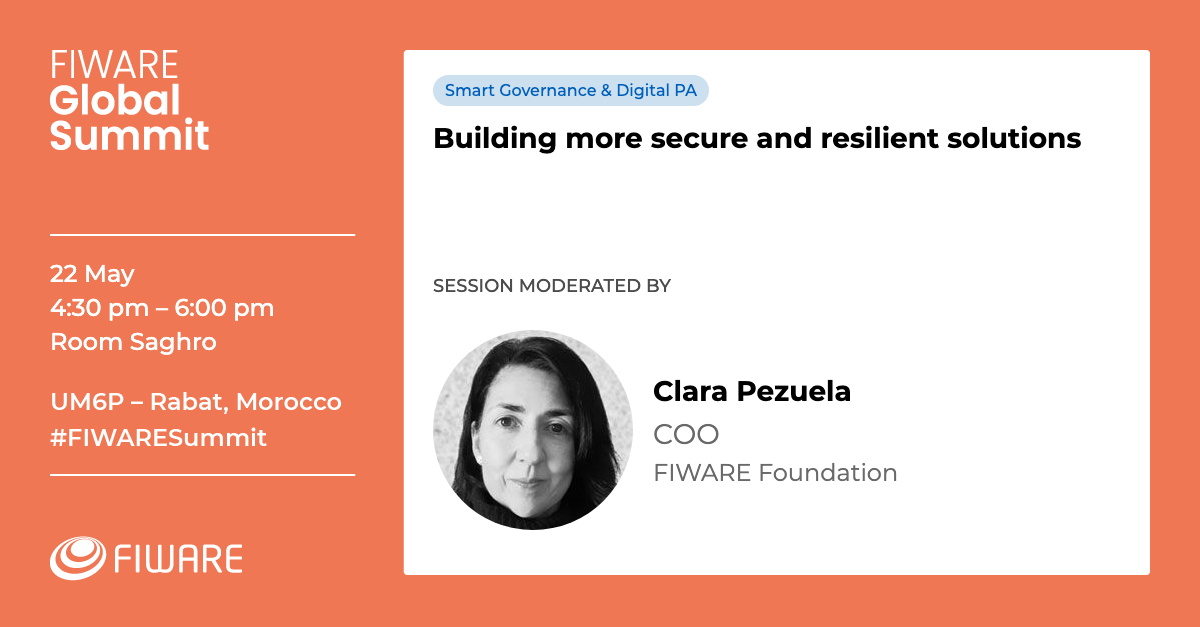 FIWARE
Global
Summit
22 May
4:30 pm – 6:00 pm
Room Saghro
UM6P – Rabat, Morocco
#FIWARESummit
FIWARE
Smart Governance & Digital PA
Building more secure and resilient solutions
SESSION MODERATED BY
Clara Pezuela
COO
FIWARE Foundation